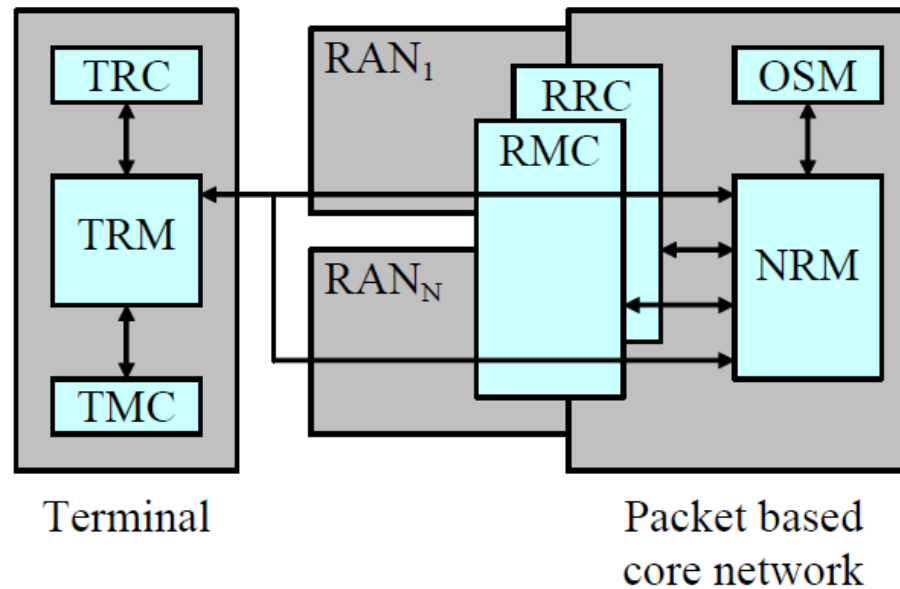 TRC
TRM
TMC
Terminal
RAN1
RANN
RRC
RMC
OSM
NRM
Packet based
core network